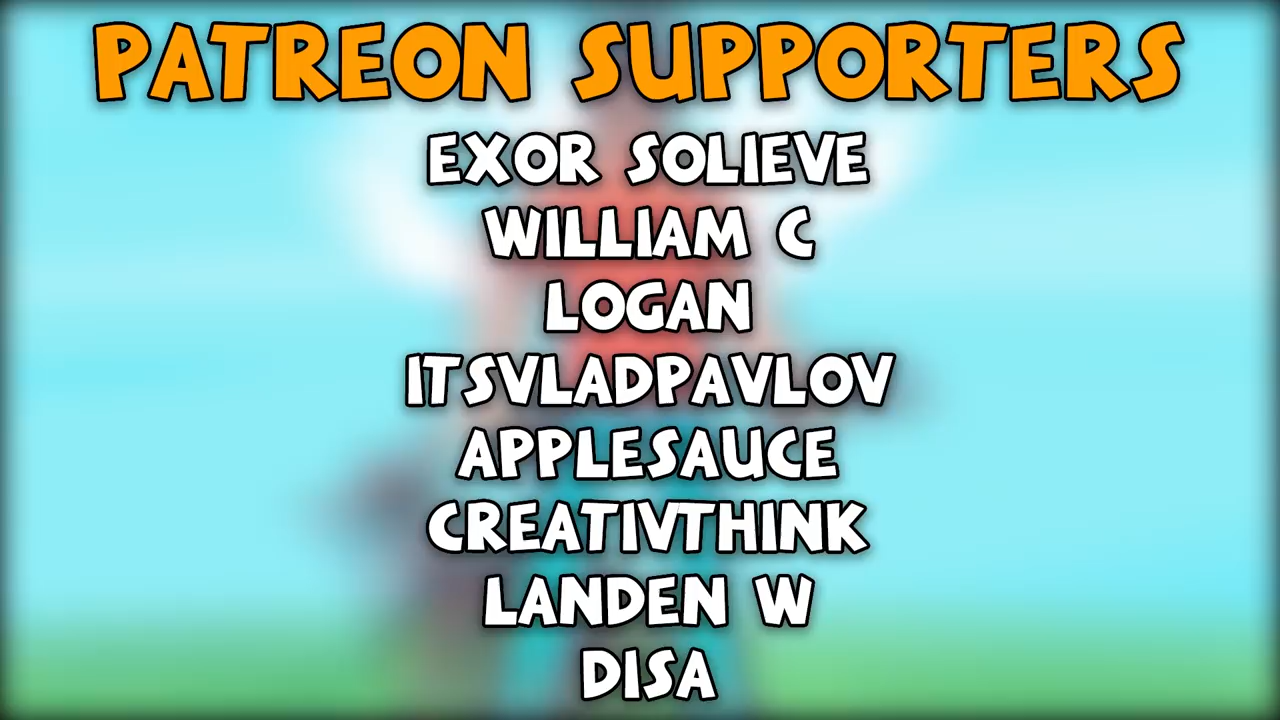 PATREON SUPPORTERS
EXOR SOLIEVE
WILLIAM C
LOGAN
ITSVLADPAVLOV
APPLESAUCE
CREATIVTHINK
LANDEN W
DISA